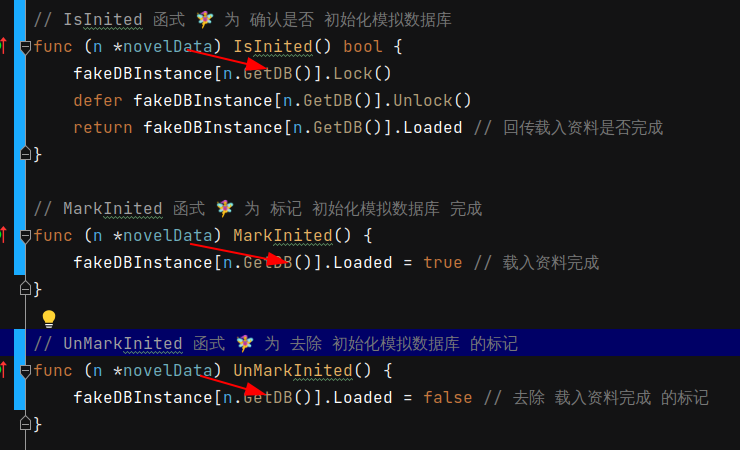 // IsInited 函式 🧚 为 确认是否 初始化模拟数据库
func (n *novelData) IsInited() bool {
fakeDBInstance[n.GetDB()].Lock()
defer fakeDBInstance[n.GetDB()].Unlock()
return fakeDBInstance[n.GetDB()].Loaded // 回传载入资料是否完成
}
// MarkInited 函式 🧚 为 标记 初始化模拟数据库 完成
func (n *novelData) MarkInited() {
fakeDBInstance[n.GetDB()].Loaded = true // 载入资料完成
}
// UnMarkInited 函式 🧚 为 去除 初始化模拟数据库 的标记
func (n *novelData) UnMarkInited() {
fakeDBInstance[n.GetDB()].Loaded = false // 去除 载入资料完成 的标记
}